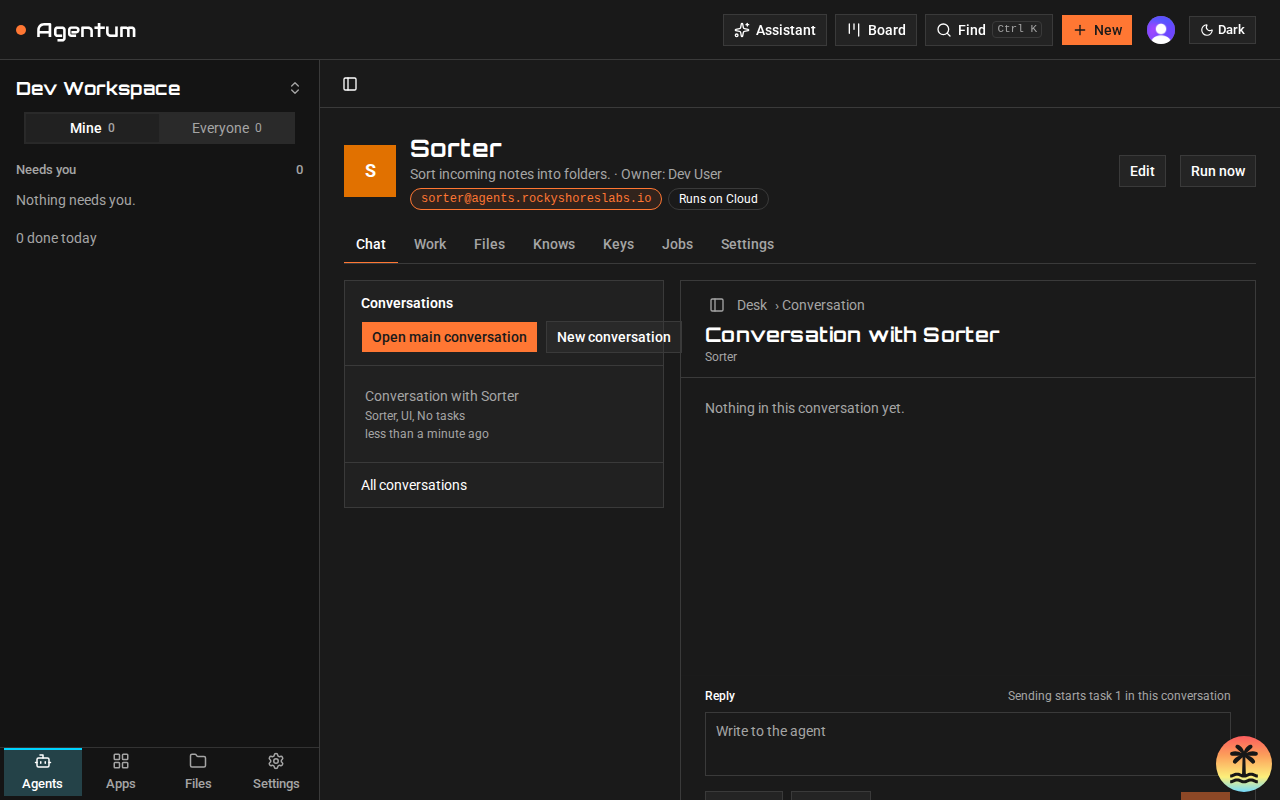 Agentum
Assistant
Board
Find Ctrl K
New
Dark
Dev Workspace
Mine 0
Everyone 0
Needs you 0
Nothing needs you.
0 done today
S
Sorter
Sort incoming notes into folders. · Owner: Dev User
sorter@agents.rockyshoreslabs.io
Runs on Cloud
Edit
Run now
Chat
Work
Files
Knows
Keys
Jobs
Settings
Conversations
Open main conversation
New conversation
Conversation with Sorter
Sorter, UI, No tasks
less than a minute ago
All conversations
Desk › Conversation
Conversation with Sorter
Sorter
Nothing in this conversation yet.
Reply
Sending starts task 1 in this conversation
Write to the agent
Agents
Apps
Files
Settings